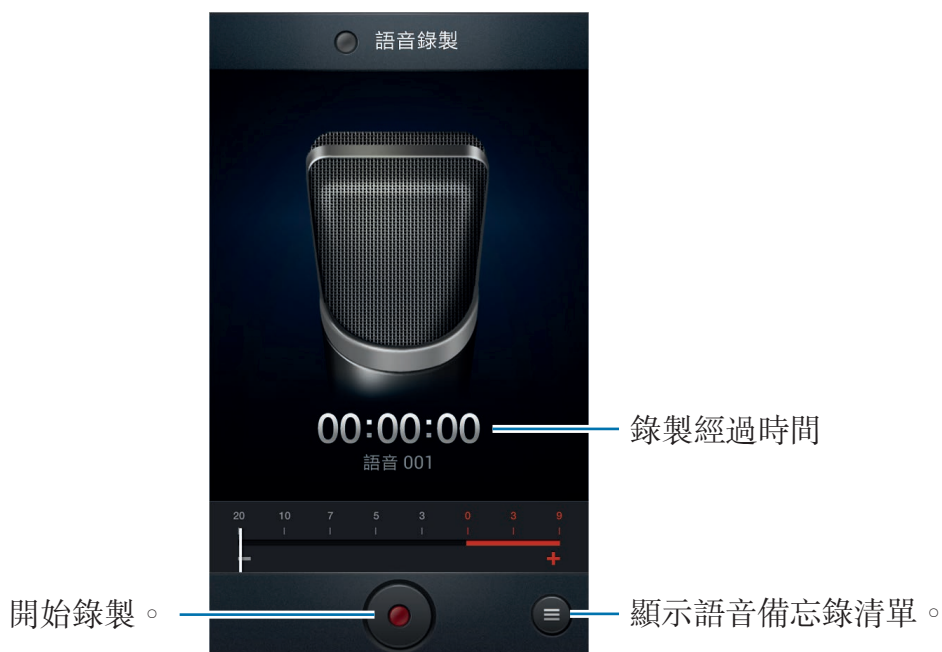 語音錄製
00:00:00
錄製經過時間
語音 001
20 10 7 5 3 0 3 9
− +
開始錄製。
顯示語音備忘錄清單。